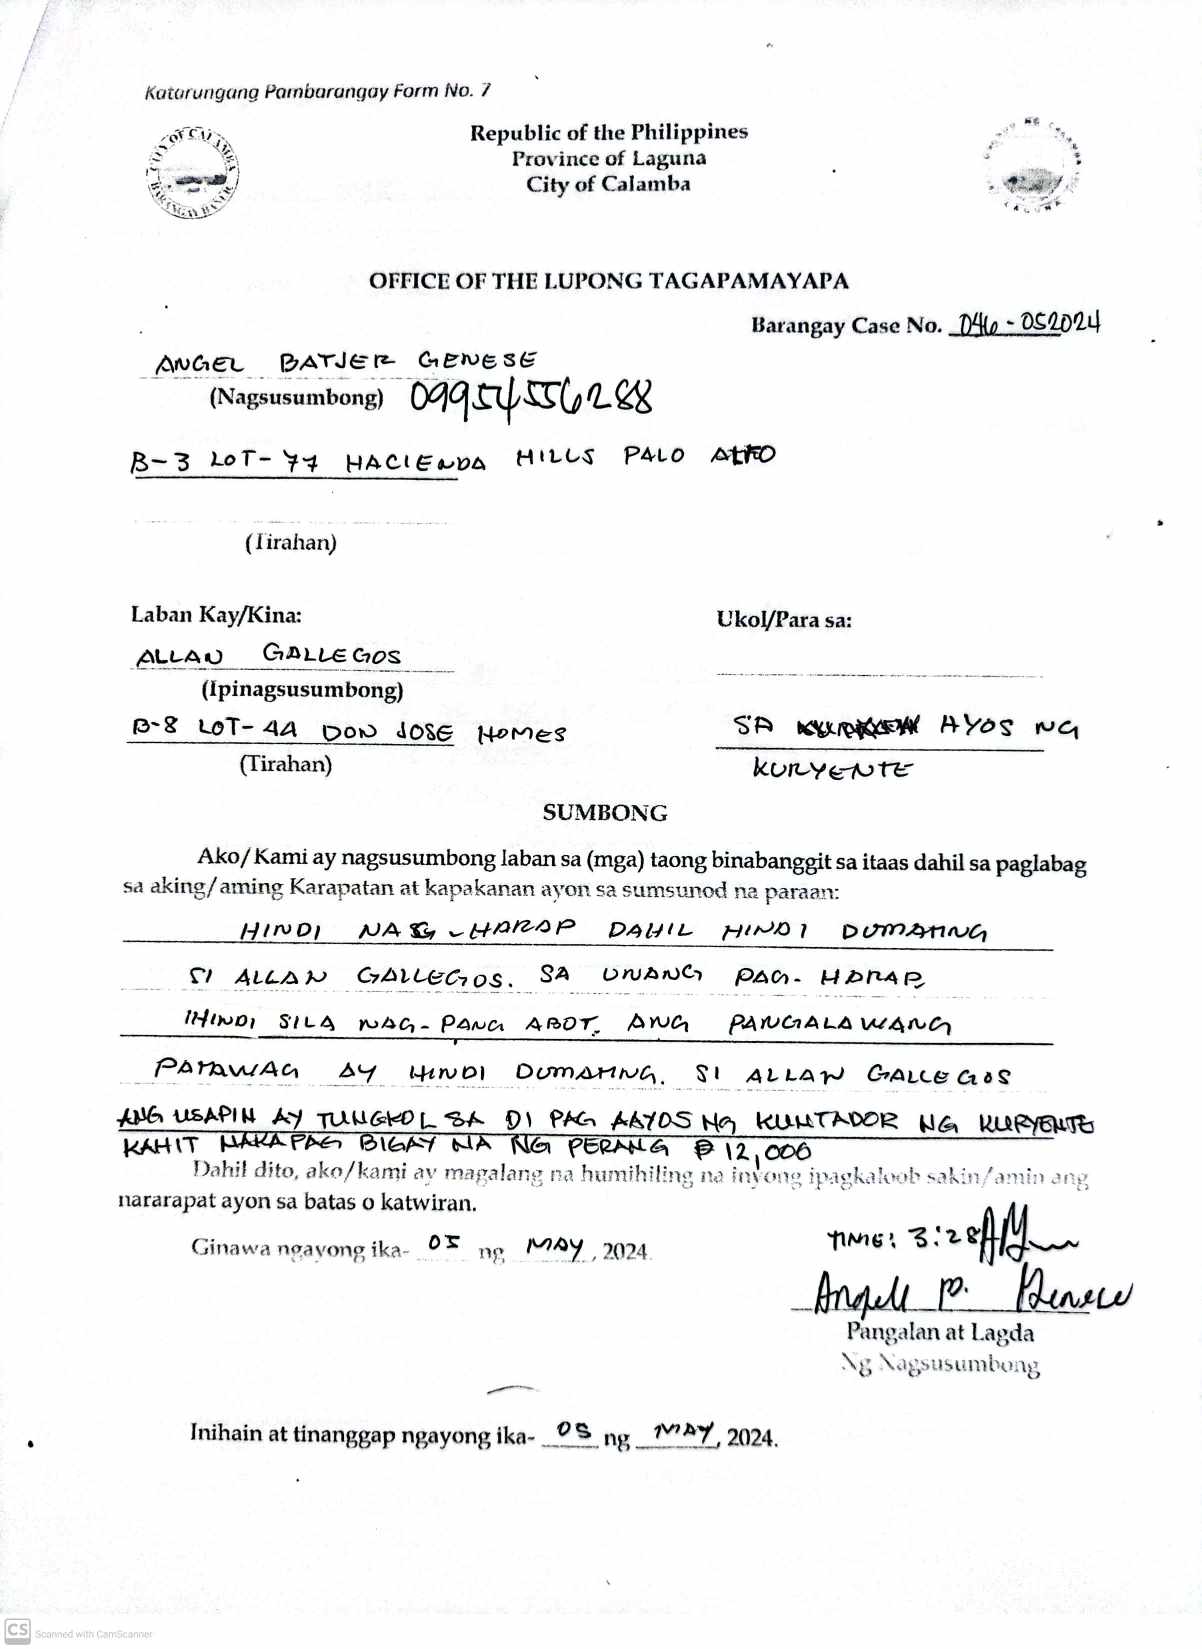 Katarungang Pambarangay Form No. 7
CITY OF CALAMBA
Republic of the Philippines
Province of Laguna
City of Calamba
OFFICE OF THE LUPONG TAGAPAMAYAPA
Barangay Case No. 046-052024
ANGEL BATJER GENESE
(Nagsusumbong) 09954556288
B-3 LOT-77 HACIENDA HILLS PALO ALTO
(Tirahan)
Laban Kay/Kina:
Ukol/Para sa:
ALLAN GALLEGOS
(Ipinagsusumbong)
B-8 LOT-44 DON JOSE HOMES
SA AYOS NG
(Tirahan)
KURYENTE
SUMBONG
Ako/Kami ay nagsusumbong laban sa (mga) taong binabanggit sa itaas dahil sa paglabag
sa aking/aming Karapatan at kapakanan ayon sa sumsunod na paraan:
HINDI NAG-HARAP DAHIL HINDI DUMATING
SI ALLAN GALLEGOS. SA UNANG PAG-HARAP
HINDI SILA NAG-PANG ABOT. ANG PANGALAWANG
PATAWAG AY HINDI DUMATING. SI ALLAN GALLEGOS
ANG USAPIN AY TUNGKOL SA DI PAG AAYOS NG KUNTADOR NG KURYENTE
KAHIT NAKAPAG BIGAY NA NG PERANG ₱ 12,000
Dahil dito, ako/kami ay magalang na humihiling na inyong ipagkaloob sakin/amin ang
nararapat ayon sa batas o katwiran.
Ginawa ngayong ika- 05 ng MAY, 2024.
TIME: 3:28
Pangalan at Lagda
Ng Nagsusumbong
Inihain at tinanggap ngayong ika- 05 ng MAY, 2024.
CS Scanned with CamScanner